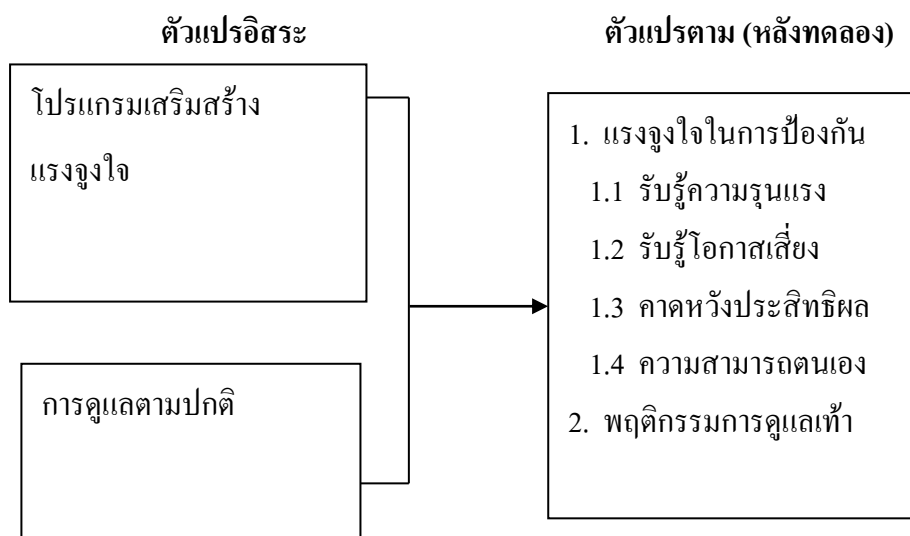 ตัวแปรอิสระ
โปรแกรมเสริมสร้าง
แรงจูงใจ
การดูแลตามปกติ
ตัวแปรตาม (หลังทดลอง)
1. แรงจูงใจในการป้องกัน
1.1 รับรู้ความรุนแรง
1.2 รับรู้โอกาสเสี่ยง
1.3 คาดหวังประสิทธิผล
1.4 ความสามารถตนเอง
2. พฤติกรรมการดูแลเท้า